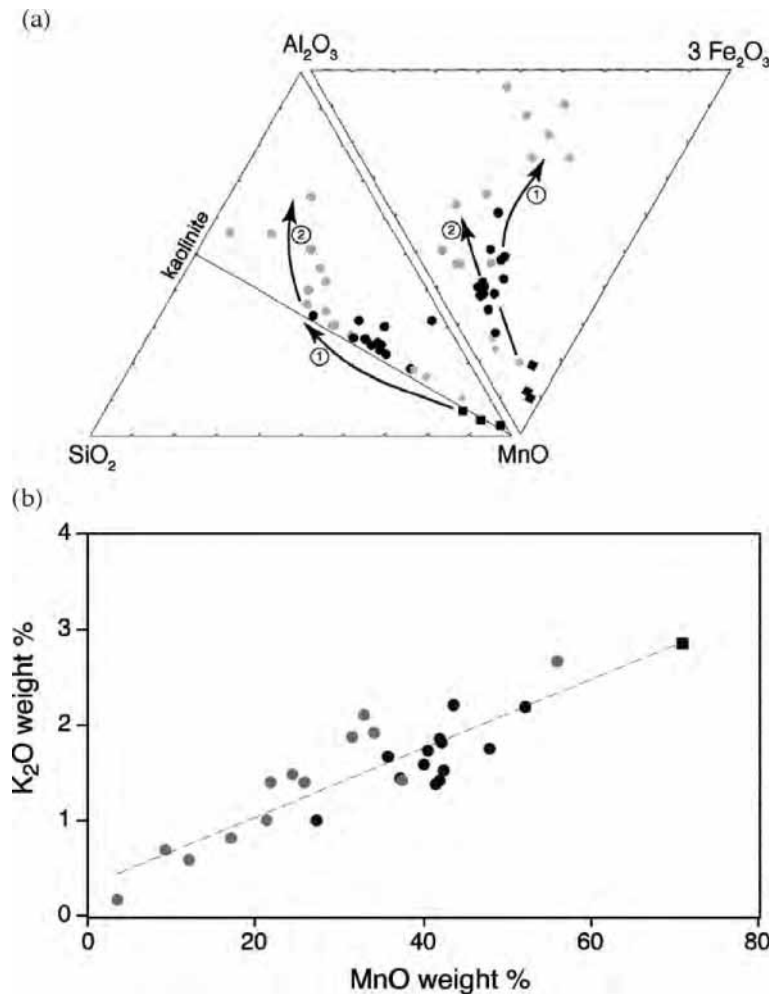 (a)
Al₂O₃
3 Fe₂O₃
kaolinite
②
①
②
①
SiO₂
MnO
(b)
4
3
2
1
0
K₂O weight %
0 20 40 60 80
MnO weight %